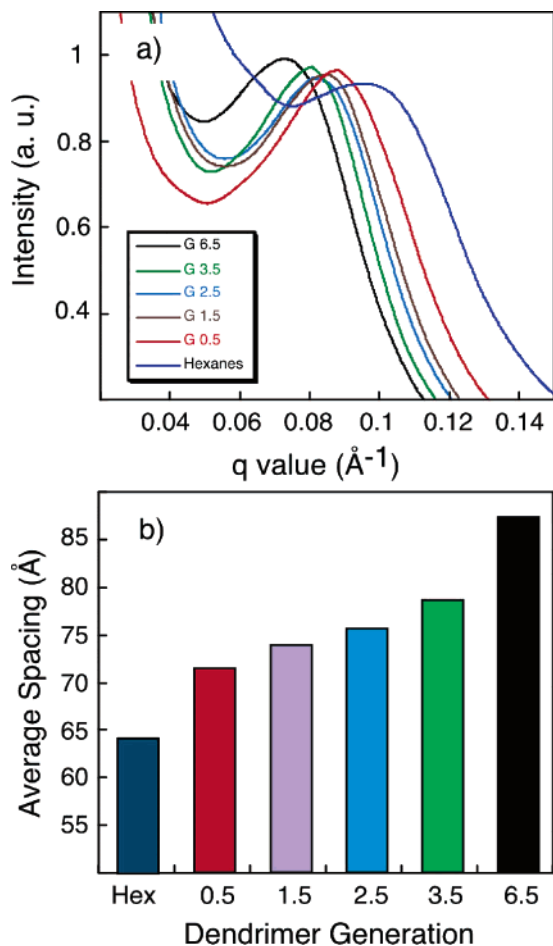 a)
1
0.8
0.6
0.4
Intensity (a. u.)
G 6.5
G 3.5
G 2.5
G 1.5
G 0.5
Hexanes
0.04 0.06 0.08 0.1 0.12 0.14
q value (Å⁻¹)
b)
85
80
75
70
65
60
55
Average Spacing (Å)
Hex 0.5 1.5 2.5 3.5 6.5
Dendrimer Generation